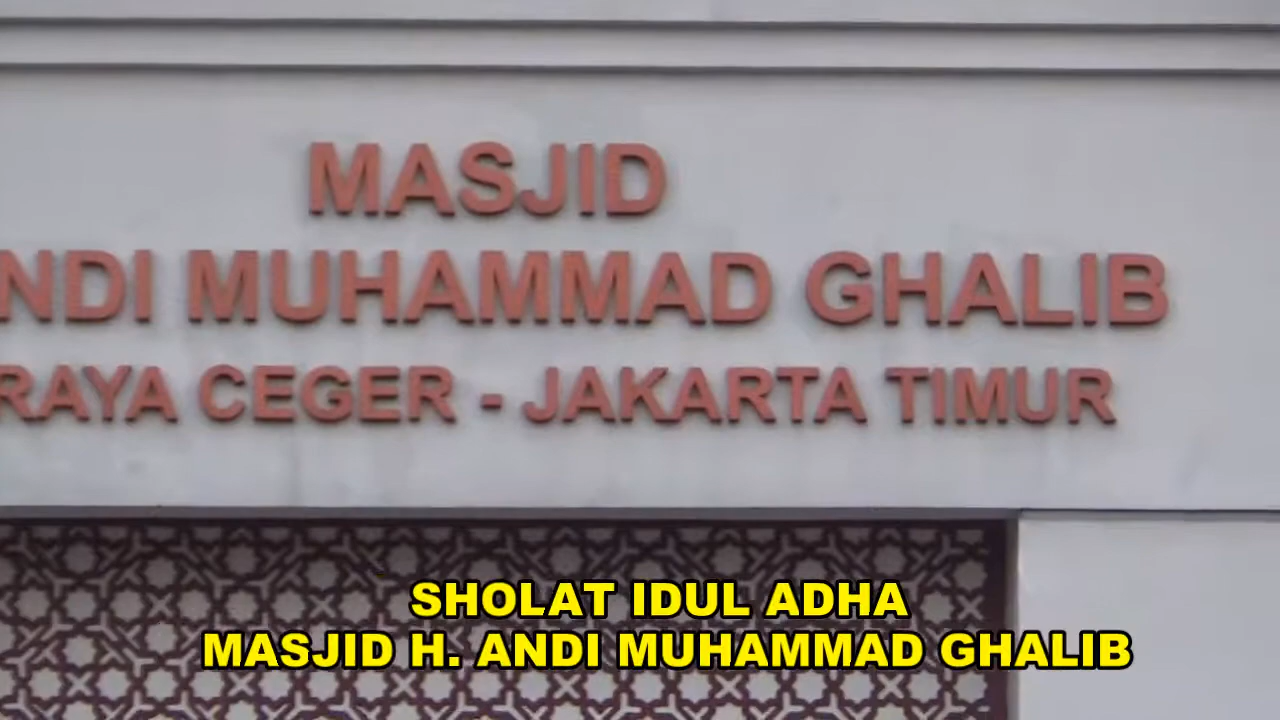 MASJID
NDI MUHAMMAD GHALIB
RAYA CEGER - JAKARTA TIMUR
SHOLAT IDUL ADHA
MASJID H. ANDI MUHAMMAD GHALIB